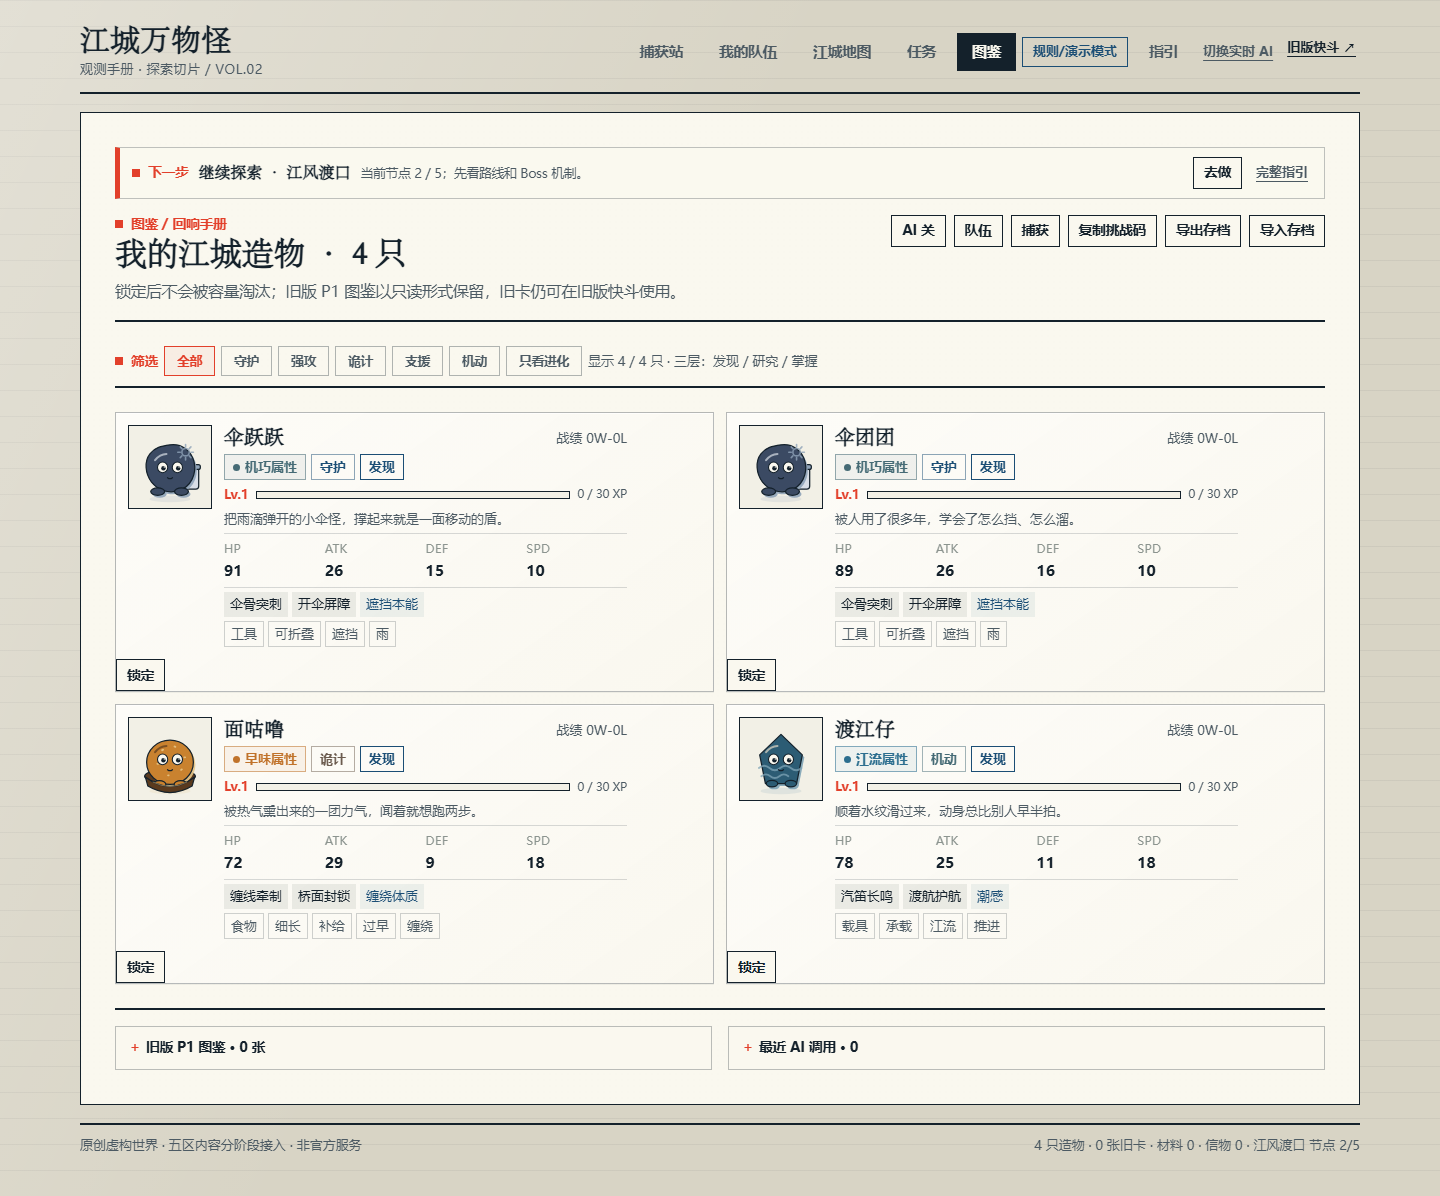 江城万物怪
观测手册 · 探索切片 / VOL.02
捕获站 我的队伍 江城地图 任务 图鉴 规则/演示模式 指引 切换实时 AI 旧版快斗 ↗
下一步 继续探索 · 江风渡口 当前节点 2 / 5；先看路线和 Boss 机制。 去做 完整指引
图鉴 / 回响手册
AI 关 队伍 捕获 复制挑战码 导出存档 导入存档
我的江城造物 · 4 只
锁定后不会被容量淘汰；旧版 P1 图鉴以只读形式保留，旧卡仍可在旧版快斗使用。
筛选 全部 守护 强攻 诡计 支援 机动 只看进化 显示 4 / 4 只 · 三层：发现 / 研究 / 掌握
伞跃跃 战绩 0W-0L
机巧属性 守护 发现
Lv.1 0 / 30 XP
把雨滴弹开的小伞怪，撑起来就是一面移动的盾。
HP ATK DEF SPD
91 26 15 10
伞骨突刺 开伞屏障 遮挡本能
工具 可折叠 遮挡 雨
锁定
伞团团 战绩 0W-0L
机巧属性 守护 发现
Lv.1 0 / 30 XP
被人用了很多年，学会了怎么挡、怎么溜。
HP ATK DEF SPD
89 26 16 10
伞骨突刺 开伞屏障 遮挡本能
工具 可折叠 遮挡 雨
锁定
面咕噜 战绩 0W-0L
早味属性 诡计 发现
Lv.1 0 / 30 XP
被热气熏出来的一团力气，闻着就想跑两步。
HP ATK DEF SPD
72 29 9 18
缠线牵制 桥面封锁 缠绕体质
食物 细长 补给 过早 缠绕
锁定
渡江仔 战绩 0W-0L
江流属性 机动 发现
Lv.1 0 / 30 XP
顺着水纹滑过来，动身总比别人早半拍。
HP ATK DEF SPD
78 25 11 18
汽笛长鸣 渡航护航 潮感
载具 承载 江流 推进
锁定
+ 旧版 P1 图鉴 • 0 张
+ 最近 AI 调用 • 0
原创虚构世界 · 五区内容分阶段接入 · 非官方服务
4 只造物 · 0 张旧卡 · 材料 0 · 信物 0 · 江风渡口 节点 2/5